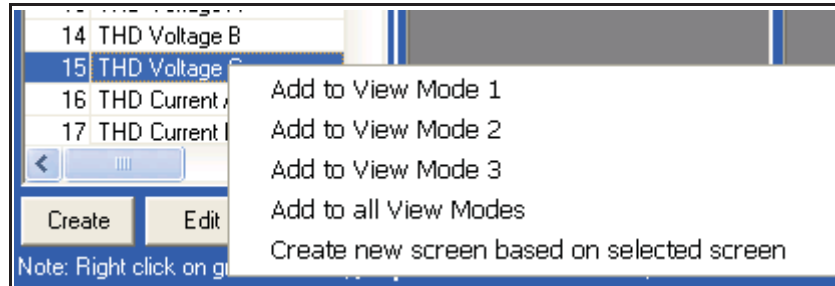 14 THD Voltage B
15 THD Voltage
16 THD Current
17 THD Current
Add to View Mode 1
Add to View Mode 2
Add to View Mode 3
Add to all View Modes
Create new screen based on selected screen
Create Edit
Note: Right click on